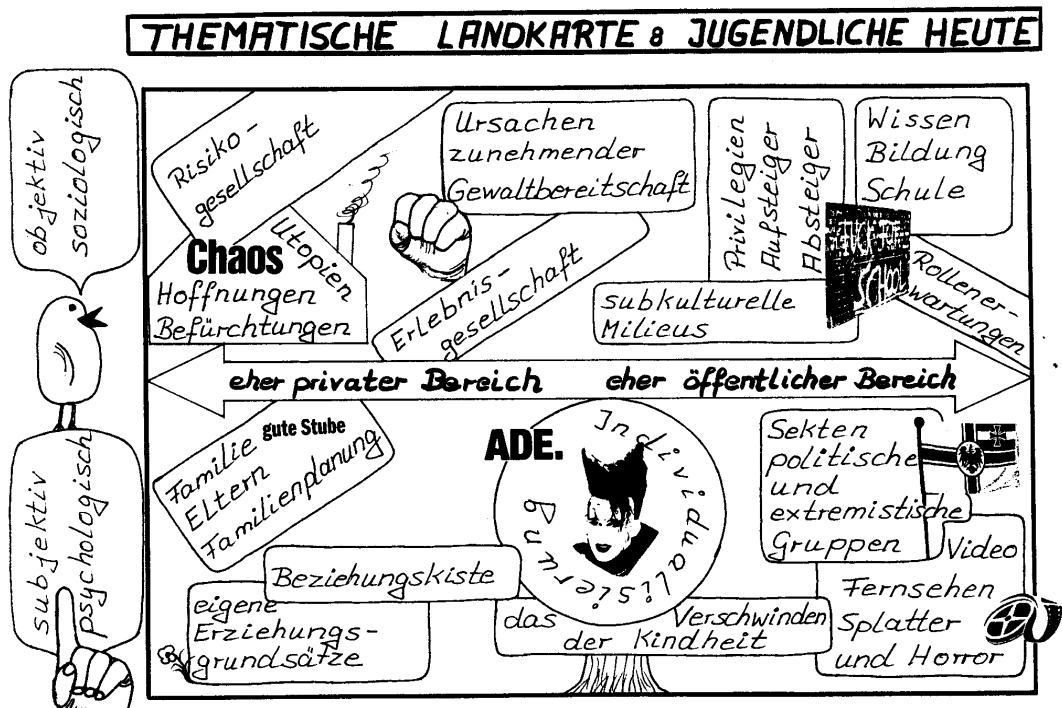 THEMATISCHE LANDKARTE : JUGENDLICHE HEUTE
objektiv
soziologisch
Risiko-
gesellschaft
Utopien
Chaos
Hoffnungen
Befürchtungen
Ursachen
zunehmender
Gewaltbereitschaft
Erlebnis-
gesellschaft
Privilegien
Aufsteiger
Absteiger
Wissen
Bildung
Schule
SCHOOL
subkulturelle
Milieus
Rollener-
wartungen
eher privater Bereich
eher öffentlicher Bereich
subjektiv
psychologisch
Familie
gute Stube
Eltern
Familienplanung
ADE.
Individualisierung
Beziehungskiste
eigene
Erziehungs-
grundsätze
das Verschwinden
der Kindheit
Sekten
politische
und
extremistische
Gruppen
Video
Fernsehen
Splatter
und Horror